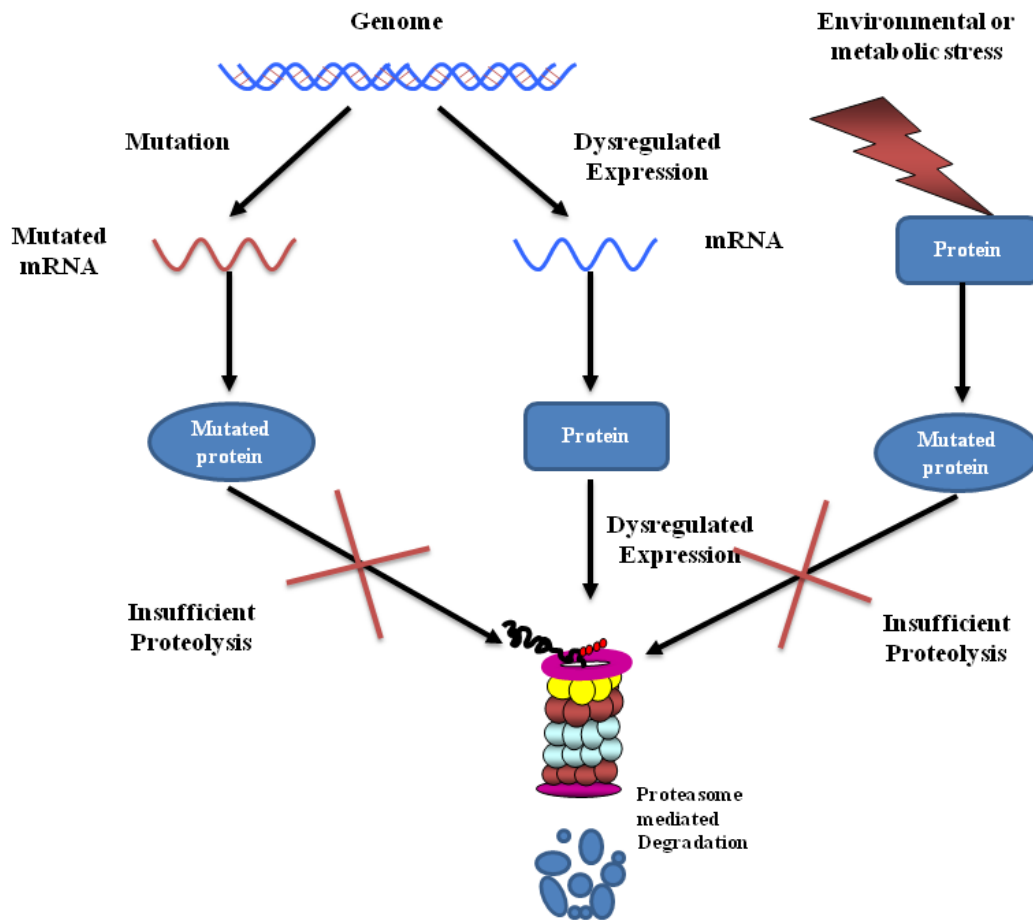 Genome
Environmental or
metabolic stress
Mutation
Dysregulated
Expression
Mutated
mRNA
mRNA
Protein
Mutated
protein
Protein
Mutated
protein
Dysregulated
Expression
Insufficient
Proteolysis
Insufficient
Proteolysis
Proteasome
mediated
Degradation